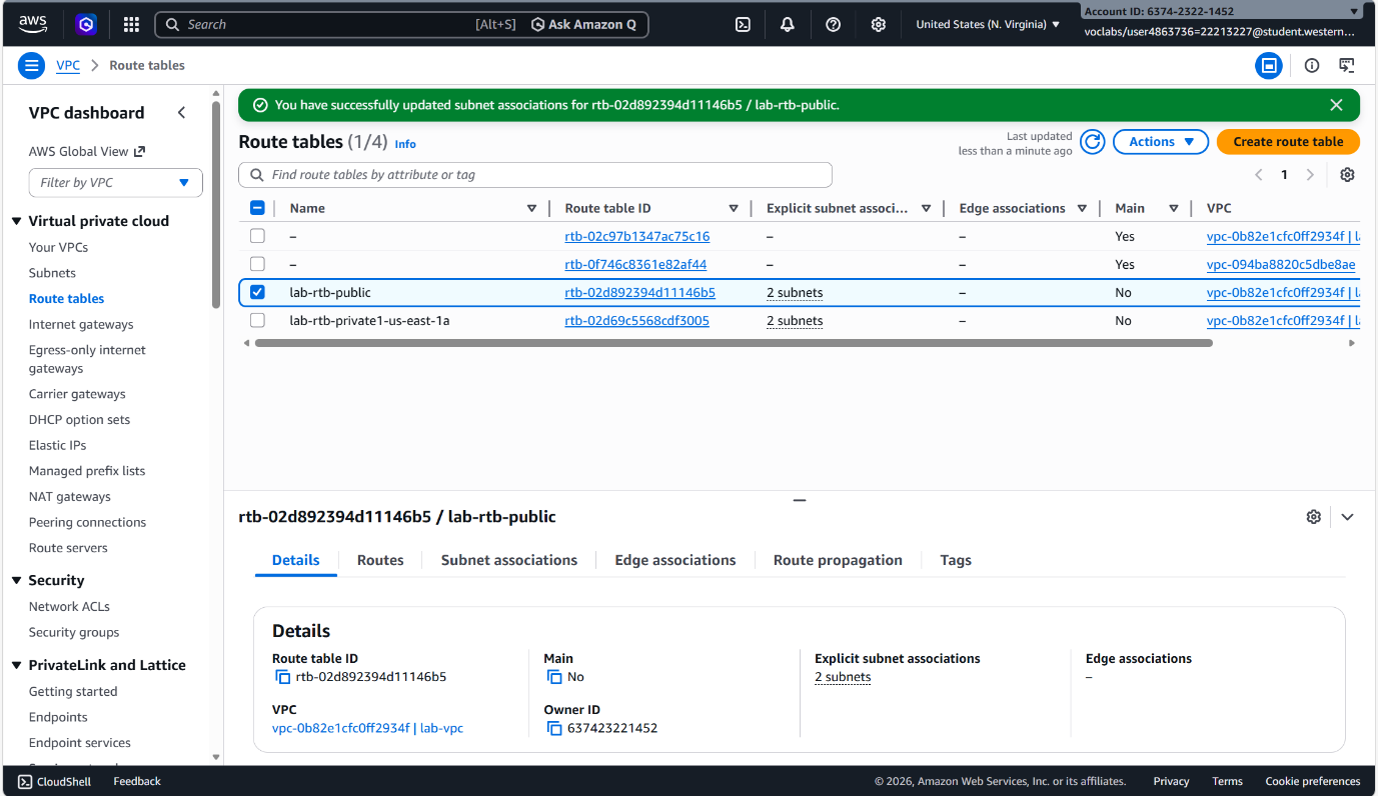 aws
Search [Alt+S] Ask Amazon Q
United States (N. Virginia)
Account ID: 6374-2322-1452
voclabs/user4863736=22213227@student.western...
VPC > Route tables
VPC dashboard
AWS Global View
Filter by VPC
Virtual private cloud
Your VPCs
Subnets
Route tables
Internet gateways
Egress-only internet
gateways
Carrier gateways
DHCP option sets
Elastic IPs
Managed prefix lists
NAT gateways
Peering connections
Route servers
Security
Network ACLs
Security groups
PrivateLink and Lattice
Getting started
Endpoints
Endpoint services
You have successfully updated subnet associations for rtb-02d892394d11146b5 / lab-rtb-public.
Route tables (1/4) Info
Last updated
less than a minute ago
Actions
Create route table
Find route tables by attribute or tag
1
Name Route table ID Explicit subnet associ... Edge associations Main VPC
– rtb-02c97b1347ac75c16 – – Yes vpc-0b82e1cfc0ff2934f | l
– rtb-0f746c8361e82af44 – – Yes vpc-094ba8820c5dbe8ae
lab-rtb-public rtb-02d892394d11146b5 2 subnets – No vpc-0b82e1cfc0ff2934f | l
lab-rtb-private1-us-east-1a rtb-02d69c5568cdf3005 2 subnets – No vpc-0b82e1cfc0ff2934f | l
rtb-02d892394d11146b5 / lab-rtb-public
Details Routes Subnet associations Edge associations Route propagation Tags
Details
Route table ID
rtb-02d892394d11146b5
Main
No
Explicit subnet associations
2 subnets
Edge associations
–
VPC
vpc-0b82e1cfc0ff2934f | lab-vpc
Owner ID
637423221452
CloudShell Feedback © 2026, Amazon Web Services, Inc. or its affiliates. Privacy Terms Cookie preferences